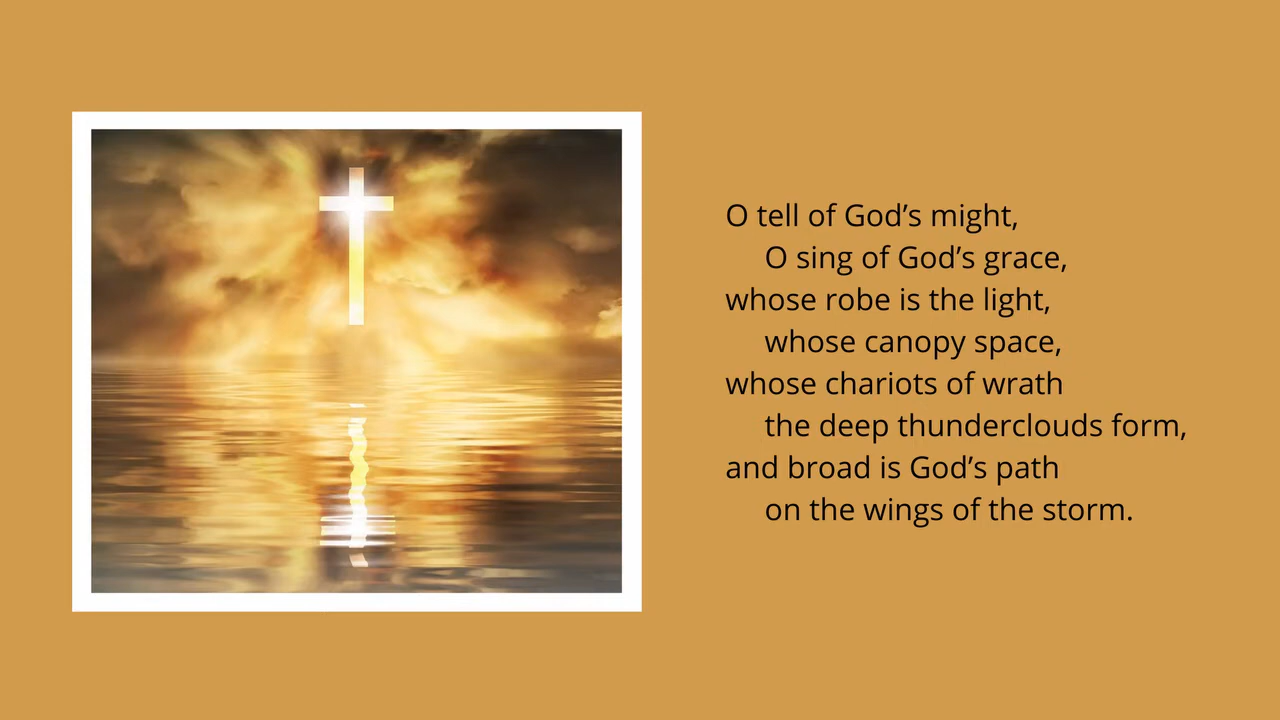 O tell of God’s might,
O sing of God’s grace,
whose robe is the light,
whose canopy space,
whose chariots of wrath
the deep thunderclouds form,
and broad is God’s path
on the wings of the storm.